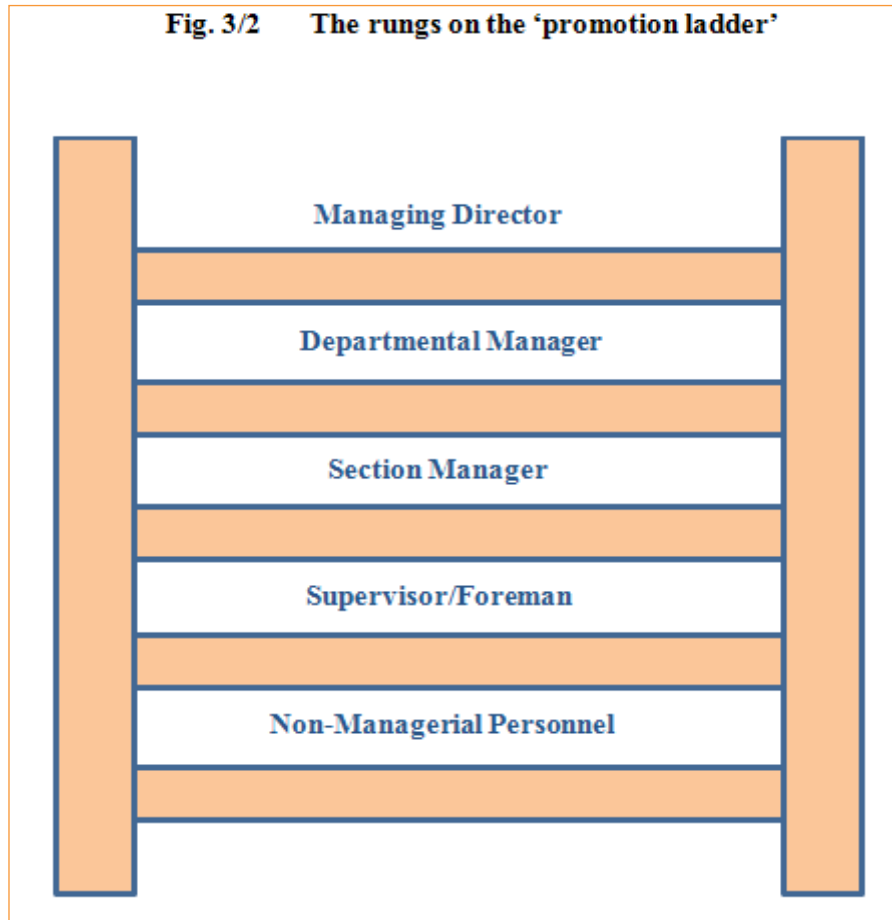 Fig. 3/2 The rungs on the ‘promotion ladder’
Managing Director
Departmental Manager
Section Manager
Supervisor/Foreman
Non-Managerial Personnel